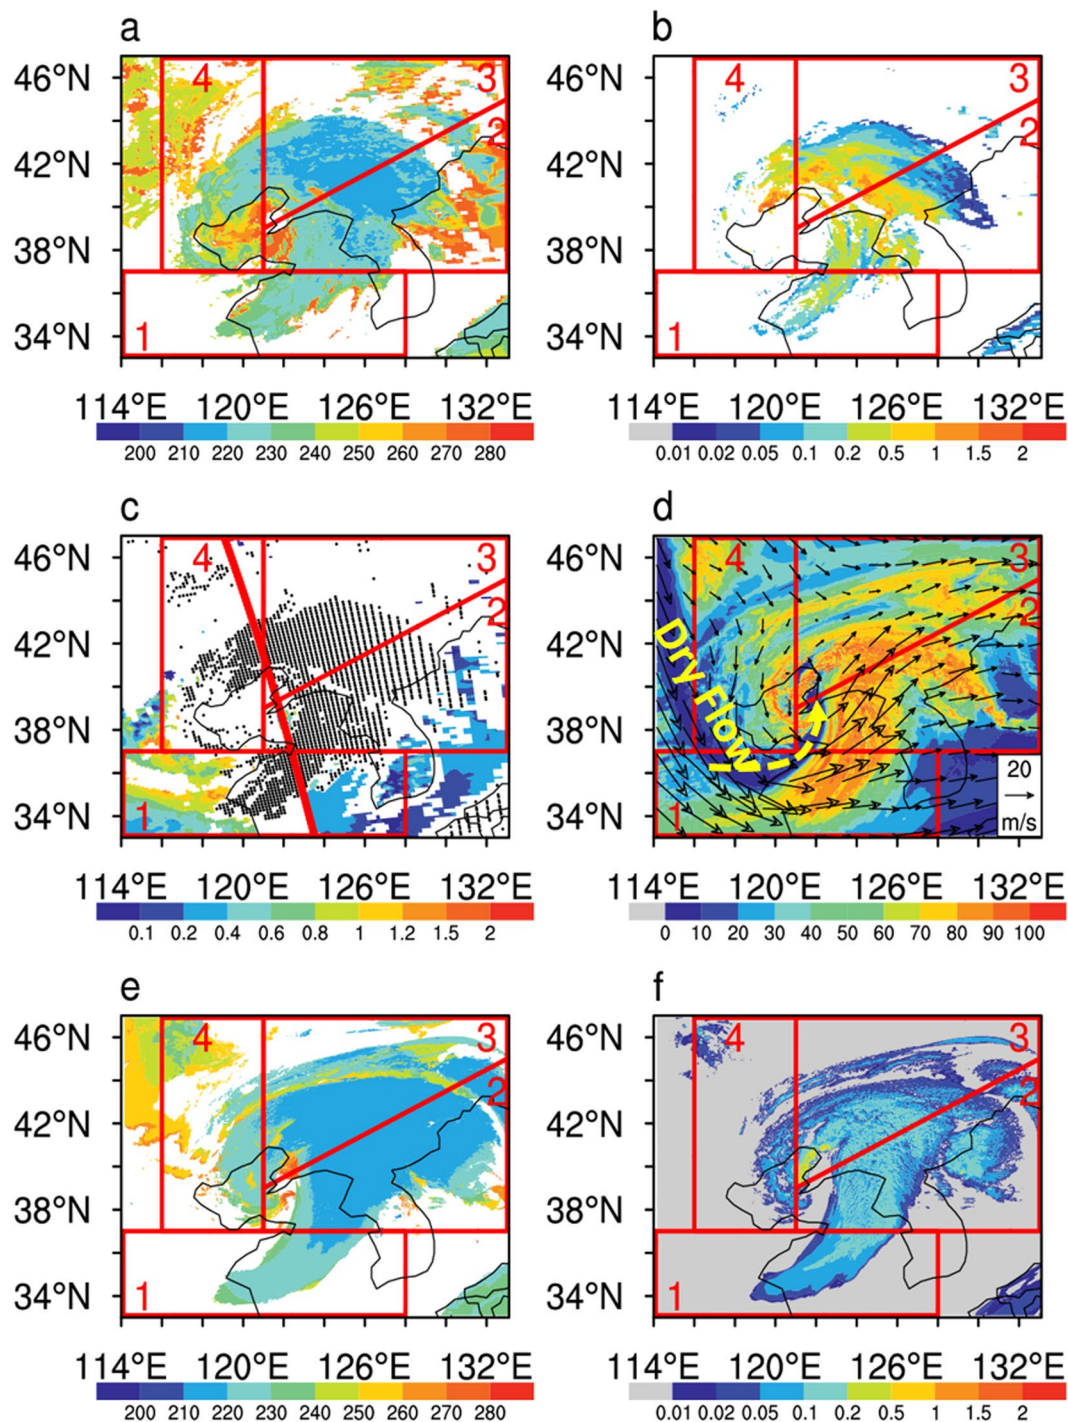 a b
46°N 4 3 4 3
42°N 2 42°N 2
38°N 38°N
34°N 1 34°N 1
114°E 120°E 126°E 132°E 114°E 120°E 126°E 132°E
200 210 220 230 240 250 260 270 280 0.01 0.02 0.05 0.1 0.2 0.5 1 1.5 2
c d
46°N 4 3 46°N 4 3
42°N 2 42°N 2
Dry Flow
38°N 38°N
20
34°N 1 34°N 1
m/s
114°E 120°E 126°E 132°E 114°E 120°E 126°E 132°E
0.1 0.2 0.4 0.6 0.8 1 1.2 1.5 2 0 10 20 30 40 50 60 70 80 90 100
e f
46°N 4 3 46°N 4 3
42°N 2 42°N 2
38°N 38°N
34°N 1 34°N 1
114°E 120°E 126°E 132°E 114°E 120°E 126°E 132°E
200 210 220 230 240 250 260 270 280 0.01 0.02 0.05 0.1 0.2 0.5 1 1.5 2